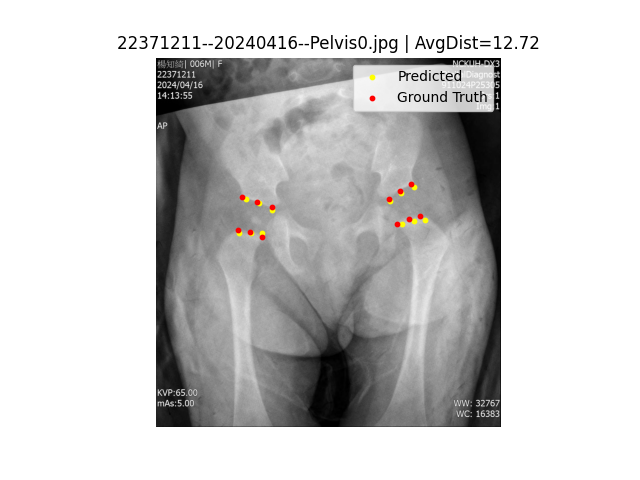 22371211--20240416--Pelvis0.jpg | AvgDist=12.72
006M| F
22371211
2024/04/16
14:13:55
AP
NCKUH-DX3
Predicted
Ground Truth
KVP:65.00
mAs:5.00
WW: 32767
WC: 16383